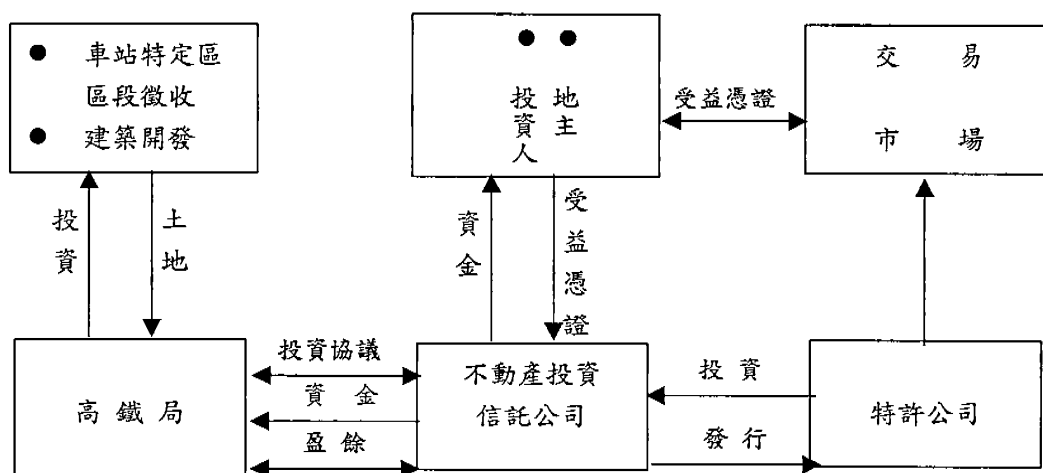 ● 車站特定區
區段徵收
● 建築開發
● ●
地主
投資人
受益憑證
交 易
市 場
投資
土地
資金
受益憑證
高鐵局
投資協議
資 金
盈餘
不動產投資
信託公司
投資
發行
特許公司